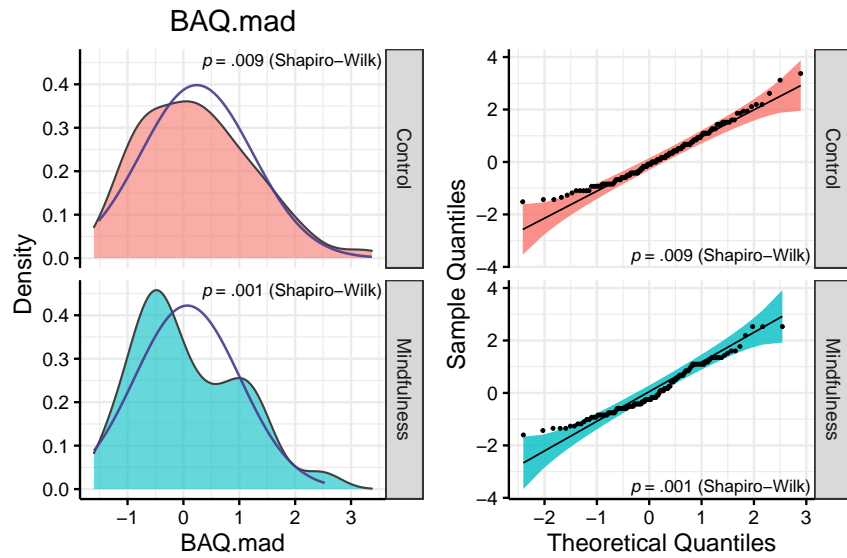 BAQ.mad
p = .009 (Shapiro−Wilk)
0.4
0.3
0.2
0.1
0.0
Control
p = .001 (Shapiro−Wilk)
0.4
0.3
0.2
0.1
0.0
Mindfulness
−1 0 1 2 3
BAQ.mad
Density
4
2
0
−2
−4
p = .009 (Shapiro−Wilk)
Control
4
2
0
−2
−4
p = .001 (Shapiro−Wilk)
Mindfulness
−2 −1 0 1 2 3
Theoretical Quantiles
Sample Quantiles